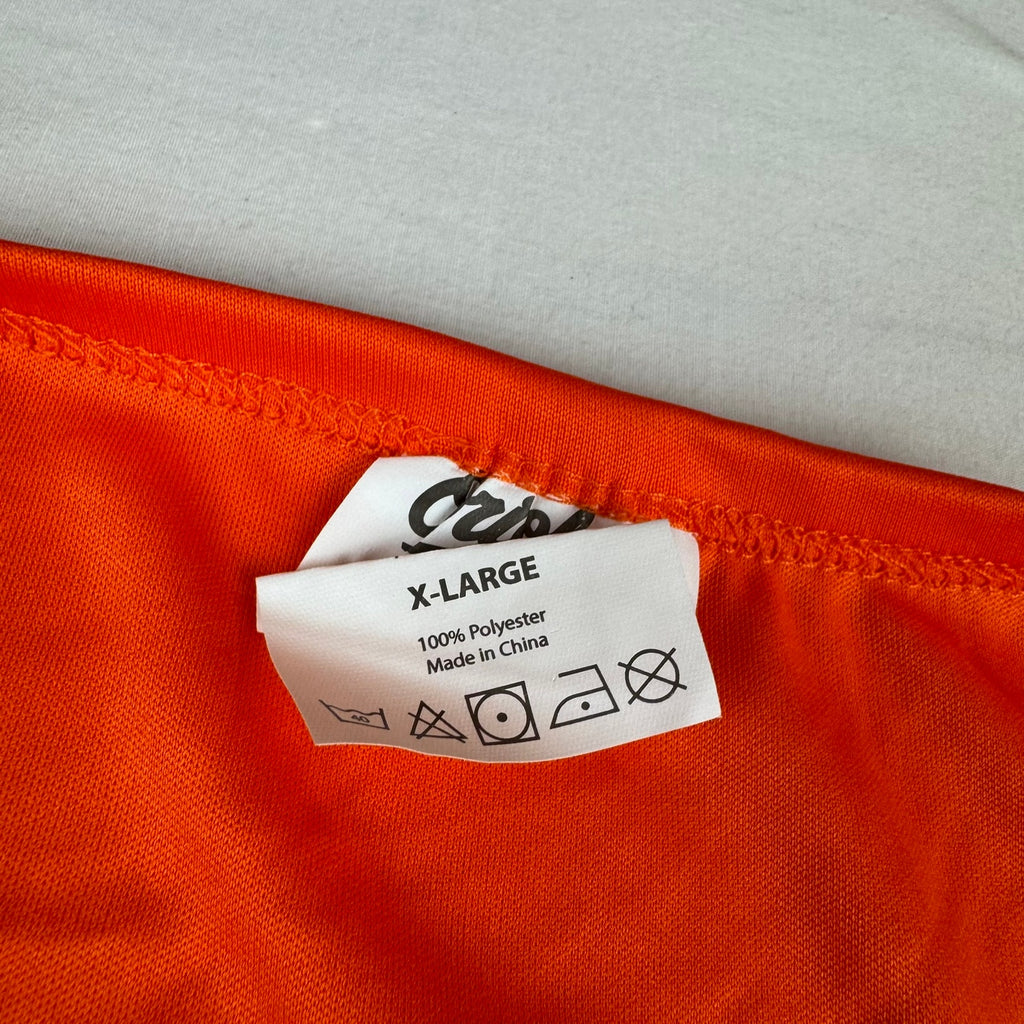 X-LARGE
100% Polyester
Made in China
40